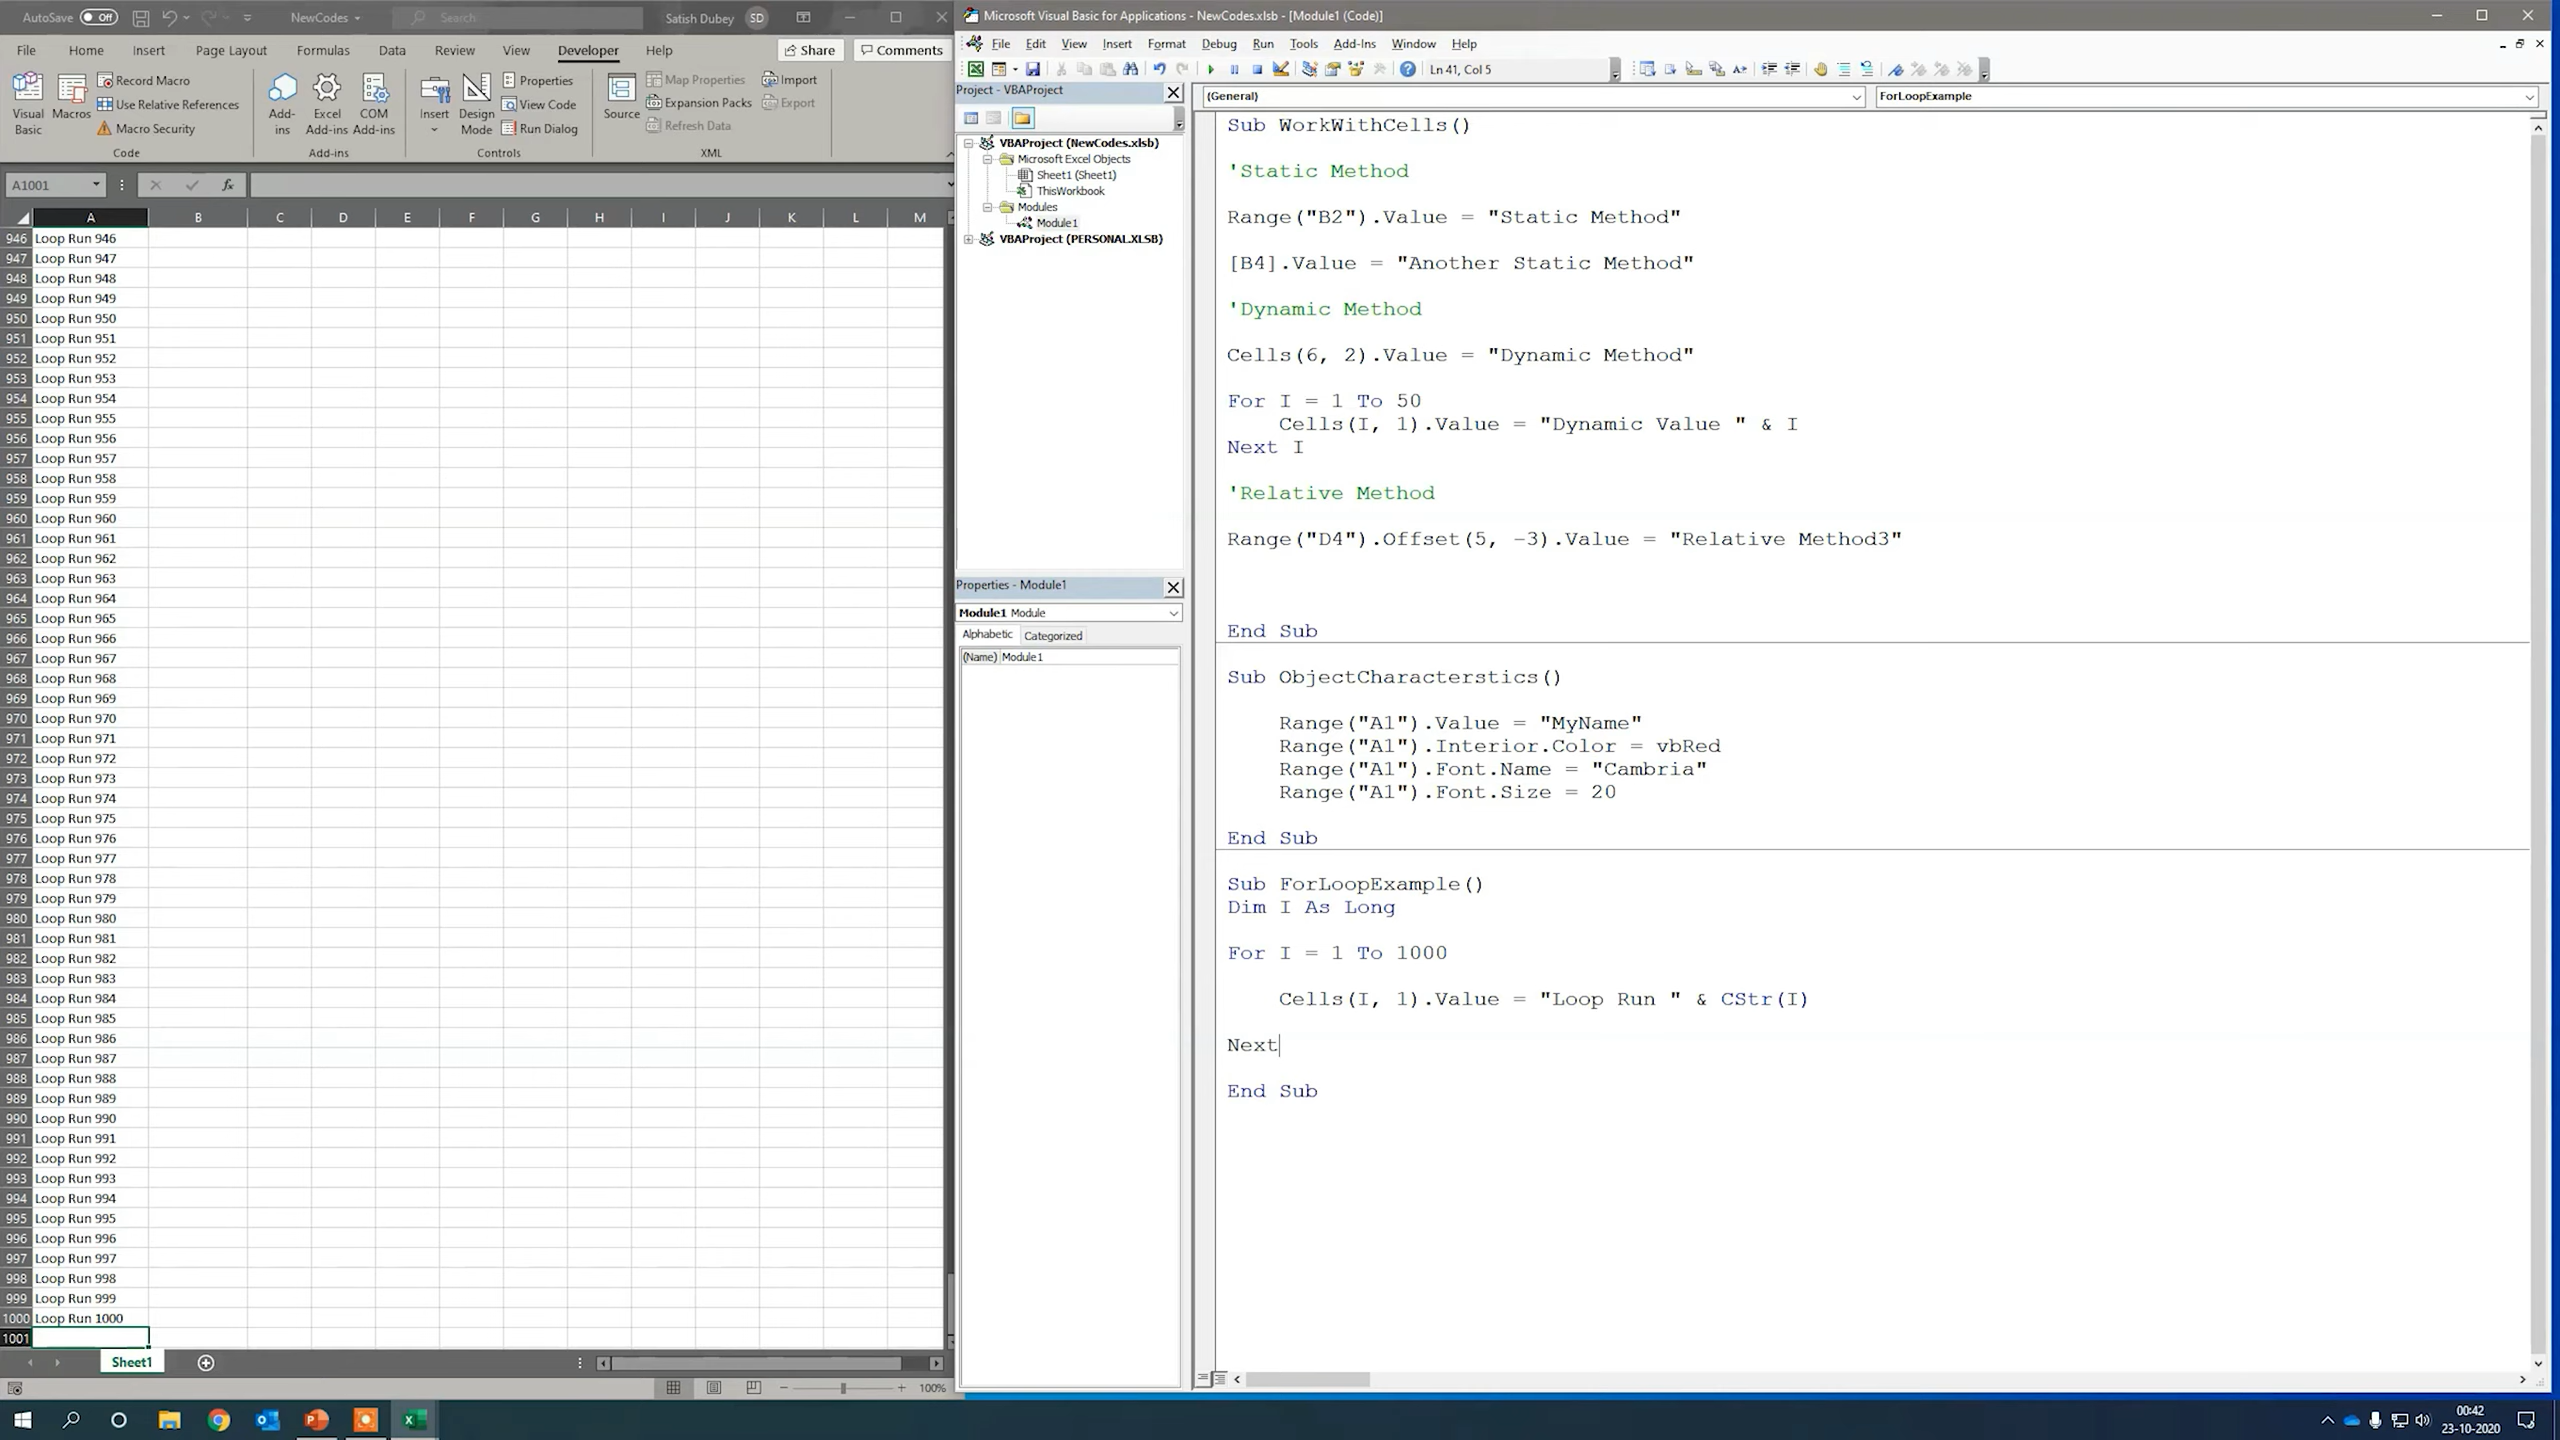 AutoSave Off NewCodes Search Satish Dubey SD
File Home Insert Page Layout Formulas Data Review View Developer Help Share Comments
Visual Basic Macros Record Macro Use Relative References Macro Security
Code
Add-ins Excel Add-ins COM Add-ins
Add-ins
Insert Design Mode Properties View Code Run Dialog
Controls
Source Map Properties Expansion Packs Refresh Data Import Export
XML
A1001 fx
A B C D E F G H I J K L M
946 Loop Run 946
947 Loop Run 947
948 Loop Run 948
949 Loop Run 949
950 Loop Run 950
951 Loop Run 951
952 Loop Run 952
953 Loop Run 953
954 Loop Run 954
955 Loop Run 955
956 Loop Run 956
957 Loop Run 957
958 Loop Run 958
959 Loop Run 959
960 Loop Run 960
961 Loop Run 961
962 Loop Run 962
963 Loop Run 963
964 Loop Run 964
965 Loop Run 965
966 Loop Run 966
967 Loop Run 967
968 Loop Run 968
969 Loop Run 969
970 Loop Run 970
971 Loop Run 971
972 Loop Run 972
973 Loop Run 973
974 Loop Run 974
975 Loop Run 975
976 Loop Run 976
977 Loop Run 977
978 Loop Run 978
979 Loop Run 979
980 Loop Run 980
981 Loop Run 981
982 Loop Run 982
983 Loop Run 983
984 Loop Run 984
985 Loop Run 985
986 Loop Run 986
987 Loop Run 987
988 Loop Run 988
989 Loop Run 989
990 Loop Run 990
991 Loop Run 991
992 Loop Run 992
993 Loop Run 993
994 Loop Run 994
995 Loop Run 995
996 Loop Run 996
997 Loop Run 997
998 Loop Run 998
999 Loop Run 999
1000 Loop Run 1000
1001
Sheet1
100%
Microsoft Visual Basic for Applications - NewCodes.xlsb - [Module1 (Code)]
File Edit View Insert Format Debug Run Tools Add-Ins Window Help
Ln 41, Col 5
Project - VBAProject
VBAProject (NewCodes.xlsb)
Microsoft Excel Objects
Sheet1 (Sheet1)
ThisWorkbook
Modules
Module1
VBAProject (PERSONAL.XLSB)
Properties - Module1
Module1 Module
Alphabetic Categorized
(Name) Module1
(General) ForLoopExample
Sub WorkWithCells()
'Static Method
Range("B2").Value = "Static Method"
[B4].Value = "Another Static Method"
'Dynamic Method
Cells(6, 2).Value = "Dynamic Method"
For I = 1 To 50
Cells(I, 1).Value = "Dynamic Value " & I
Next I
'Relative Method
Range("D4").Offset(5, -3).Value = "Relative Method3"
End Sub
Sub ObjectCharacterstics()
Range("A1").Value = "MyName"
Range("A1").Interior.Color = vbRed
Range("A1").Font.Name = "Cambria"
Range("A1").Font.Size = 20
End Sub
Sub ForLoopExample()
Dim I As Long
For I = 1 To 1000
Cells(I, 1).Value = "Loop Run " & CStr(I)
Next
End Sub
00:42
23-10-2020